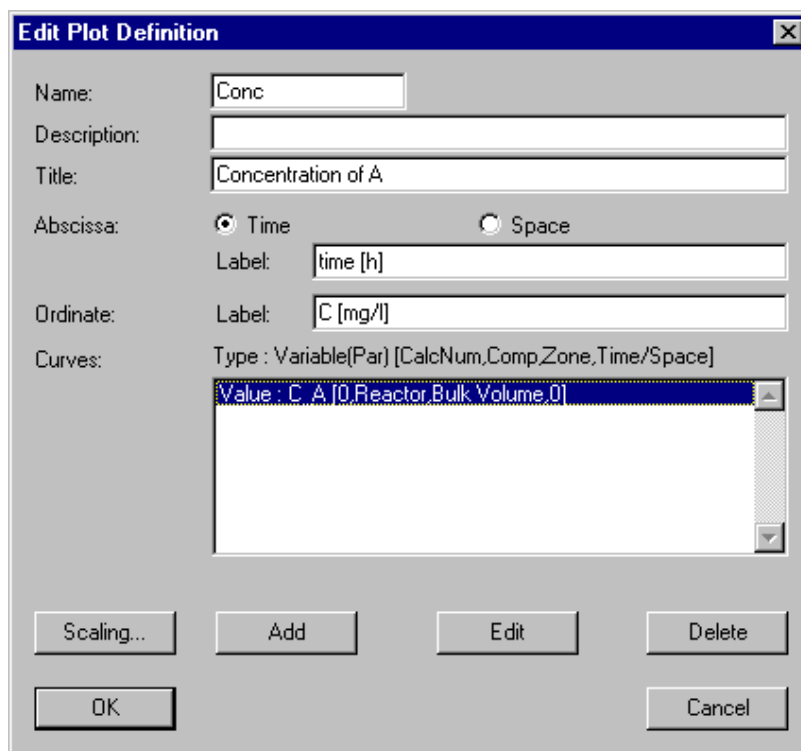 Edit Plot Definition
Name: Conc
Description:
Title: Concentration of A
Abscissa: Time Space
Label: time [h]
Ordinate: Label: C [mg/l]
Curves: Type : Variable(Par) [CalcNum,Comp,Zone,Time/Space]
Value : C_A [0,Reactor,Bulk Volume,0]
Scaling... Add Edit Delete
OK Cancel